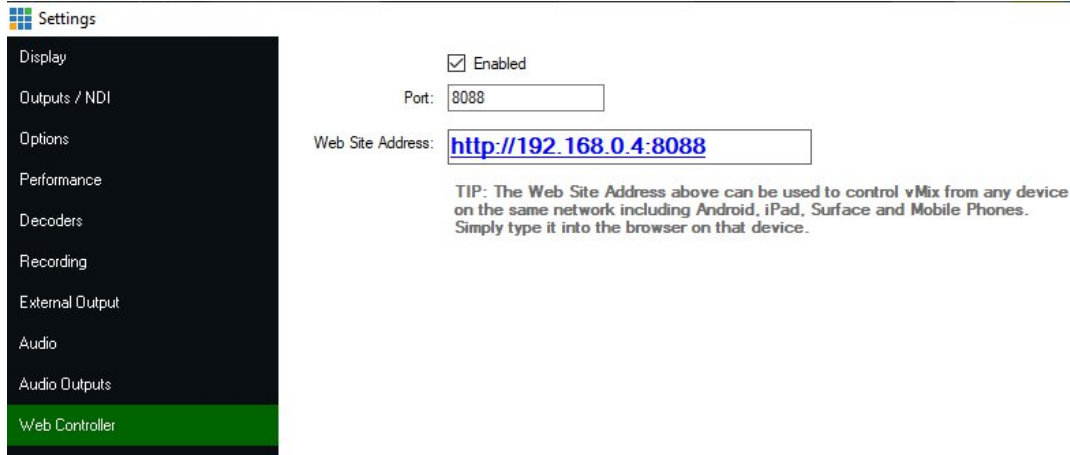 Settings
Display
Outputs / NDI
Options
Performance
Decoders
Recording
External Output
Audio
Audio Outputs
Web Controller
Enabled
Port: 8088
Web Site Address: http://192.168.0.4:8088
TIP: The Web Site Address above can be used to control vMix from any device
on the same network including Android, iPad, Surface and Mobile Phones.
Simply type it into the browser on that device.